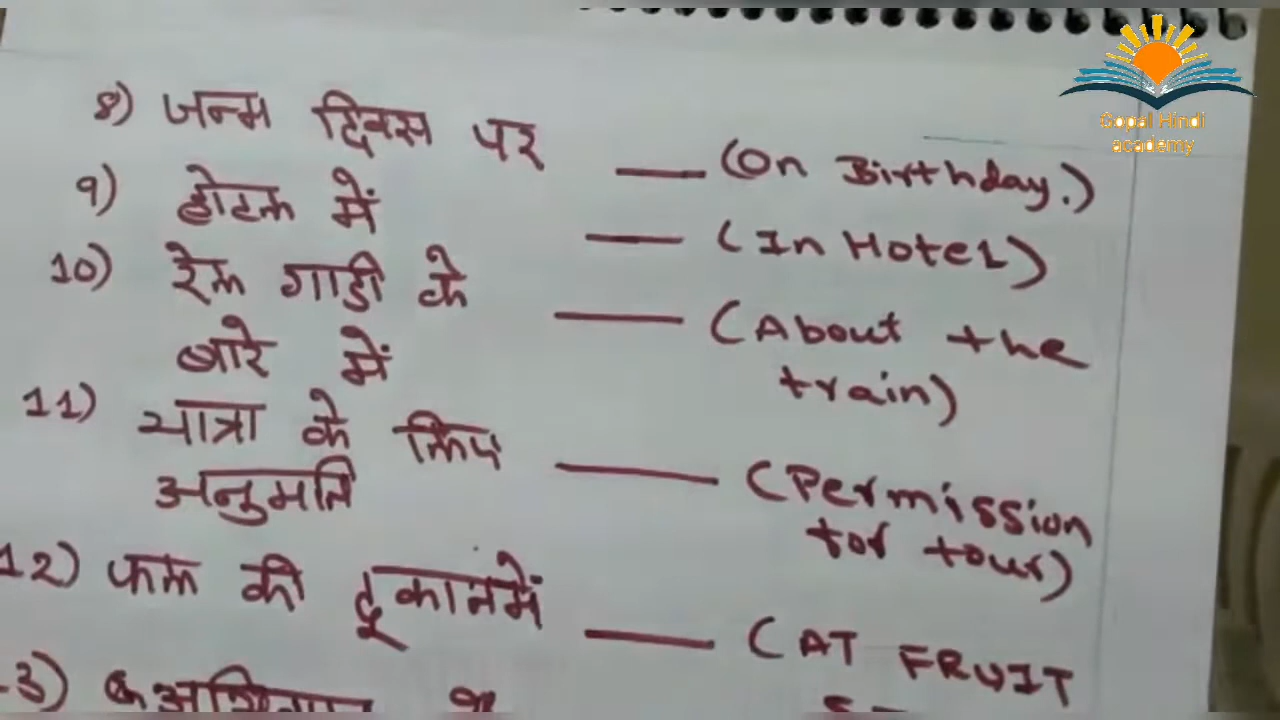 Gopal Hindi
academy
8) जन्म दिवस पर — (On Birthday.)
9) होटल में — (In Hotel)
10) रेल गाडी के — (About the
बारे में train)
11) यात्रा के लिए — (Permission
अनुमति for tour)
12) फल की दूकानमें — (AT FRUIT